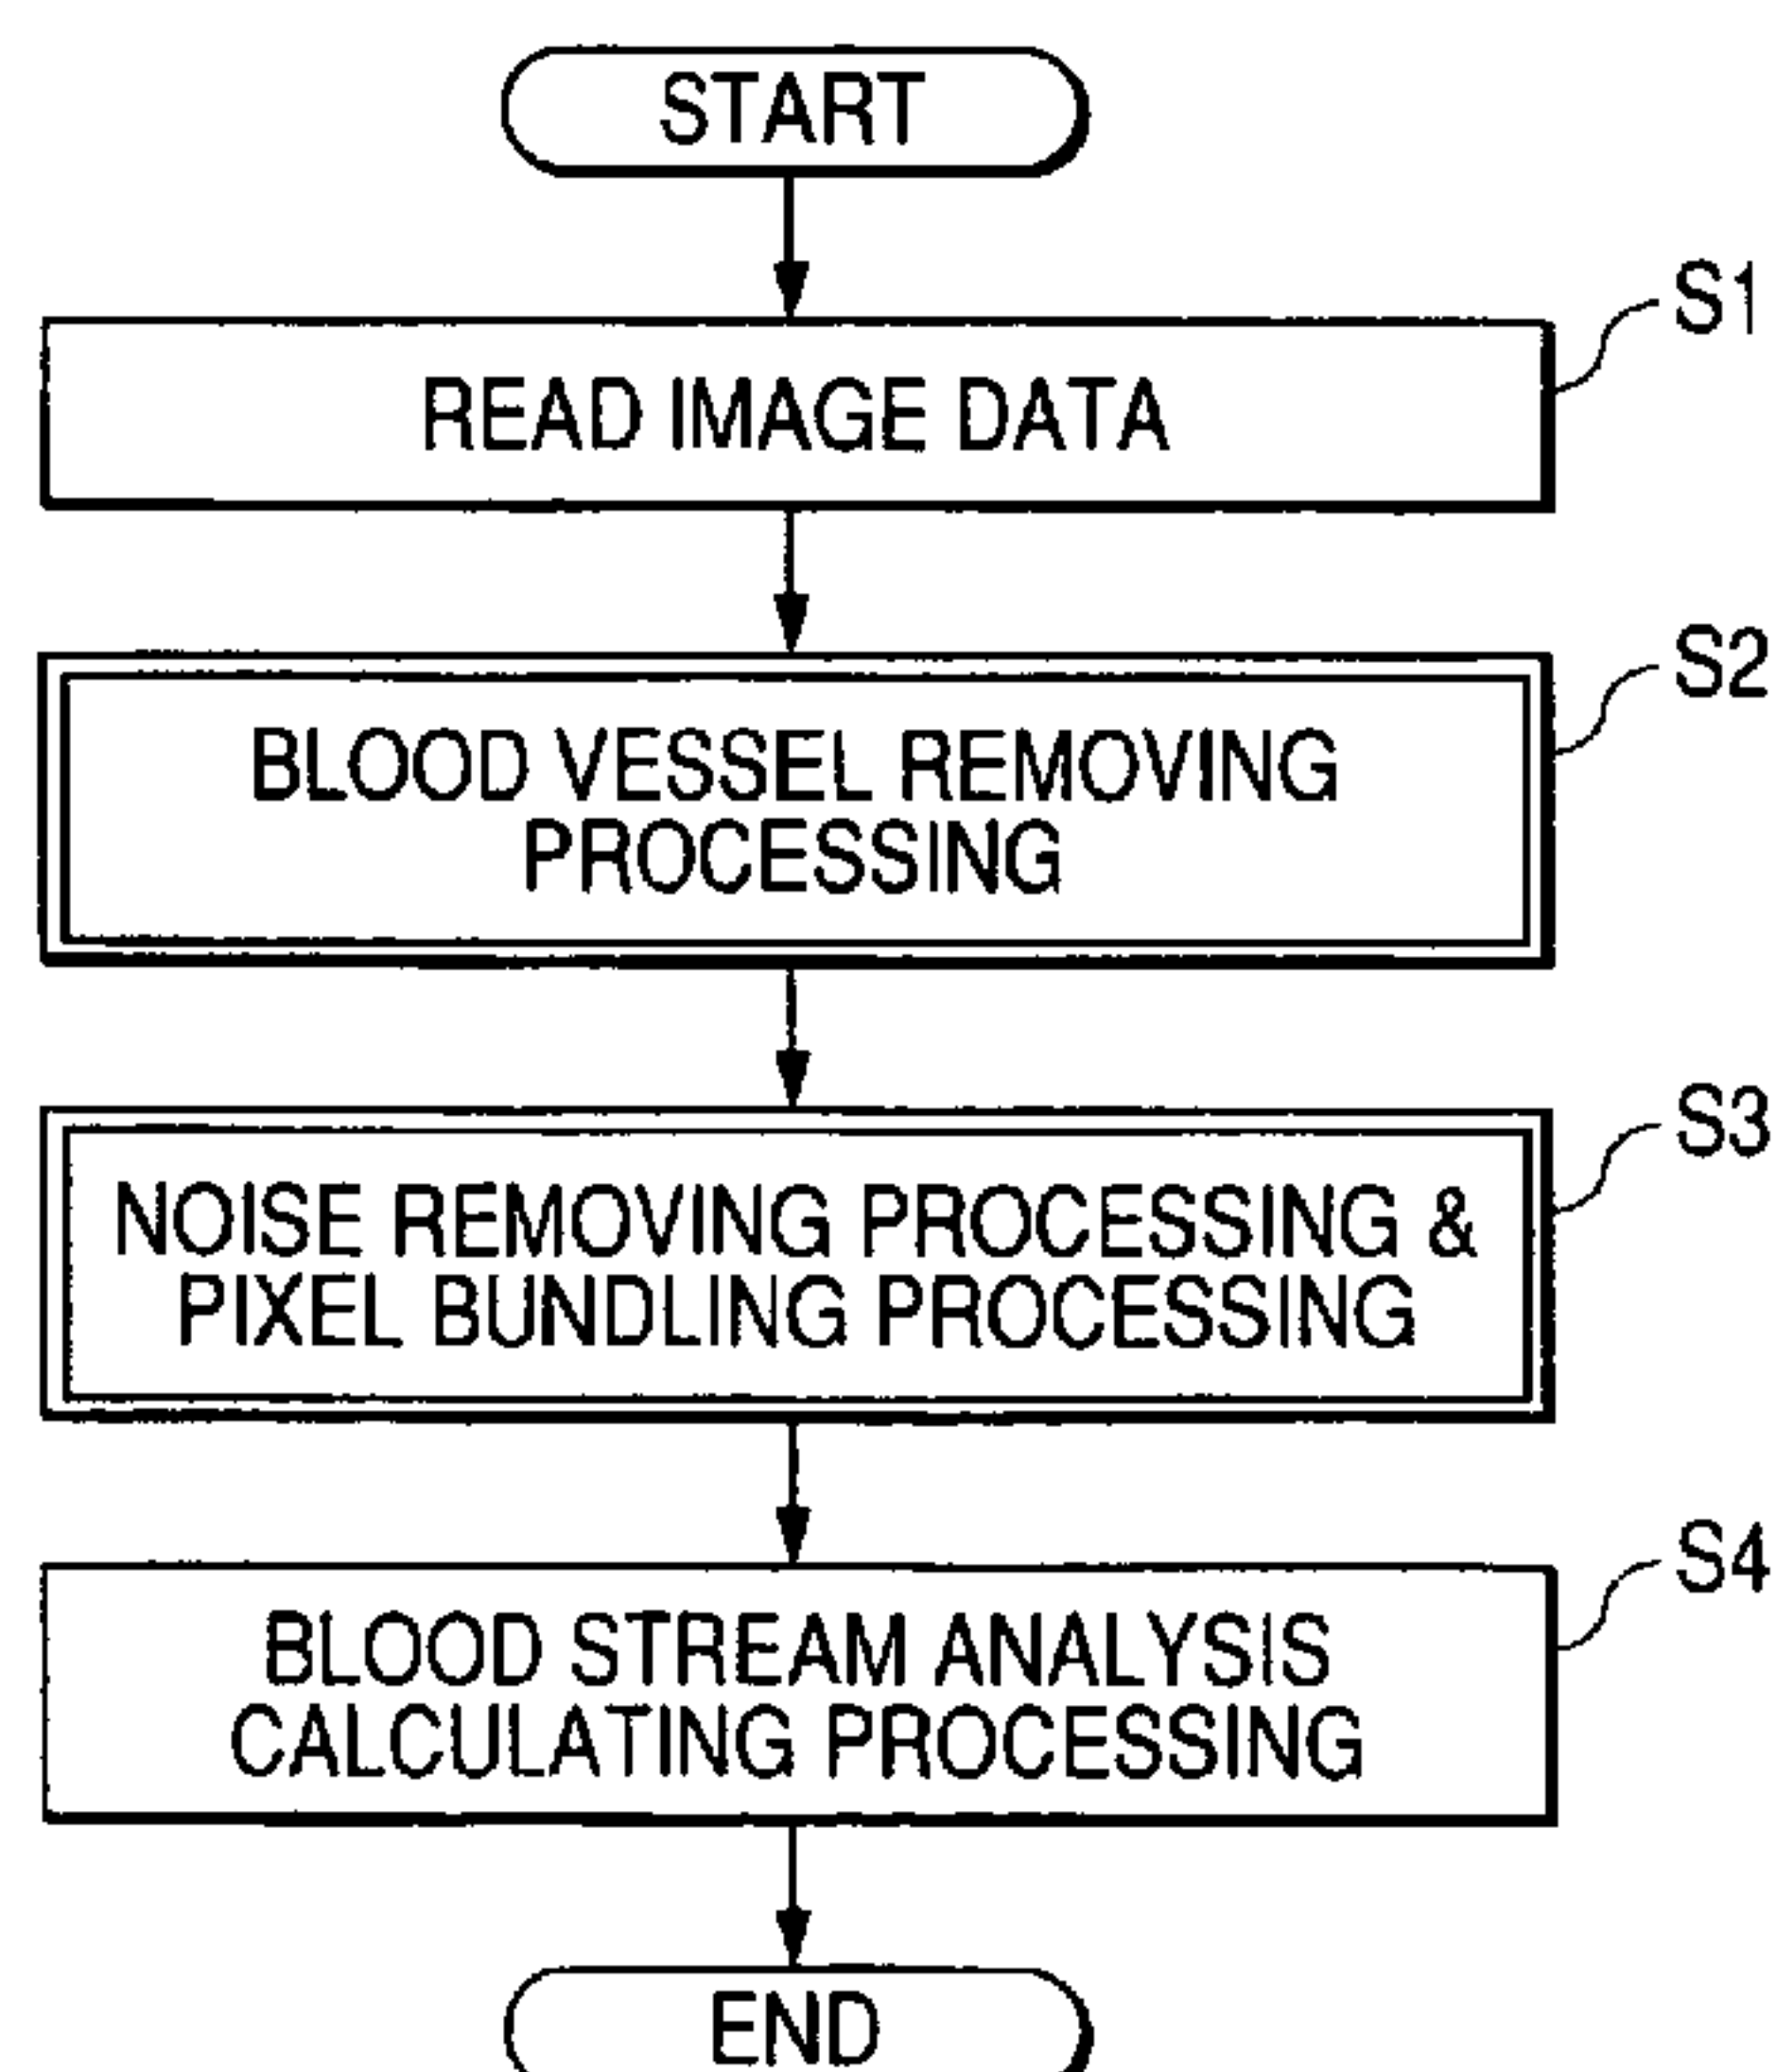 START
S1
READ IMAGE DATA
S2
BLOOD VESSEL REMOVING
PROCESSING
S3
NOISE REMOVING PROCESSING &
PIXEL BUNDLING PROCESSING
S4
BLOOD STREAM ANALYSIS
CALCULATING PROCESSING
END